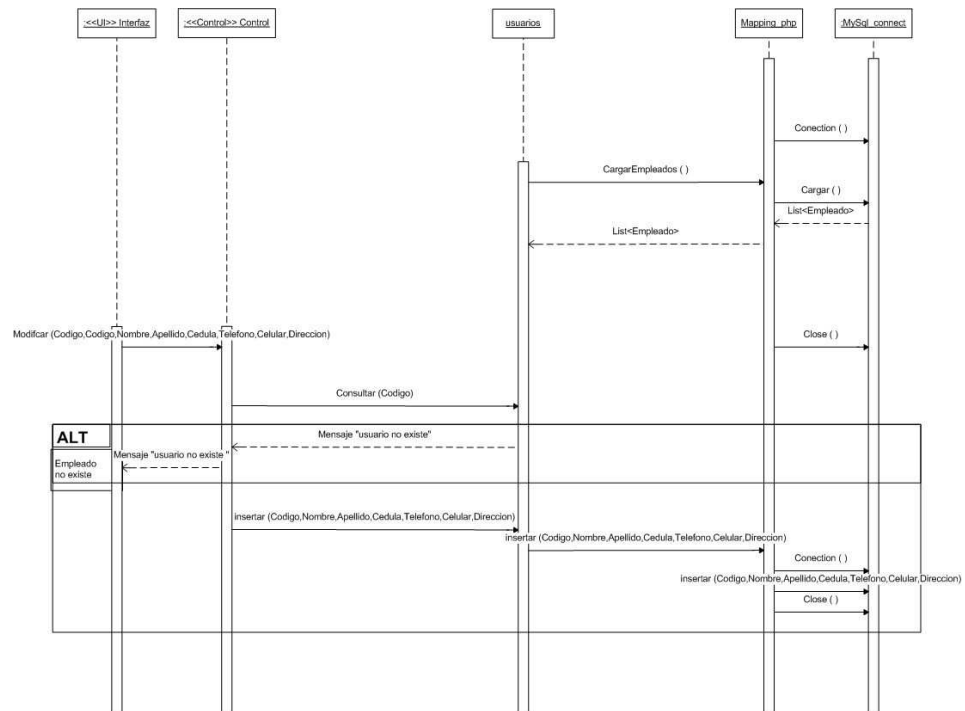 :<<UI>> Interfaz
:<<Control>> Control
usuarios
Mapping_php
:MySql_connect
Conection ( )
CargarEmpleados ( )
Cargar ( )
List<Empleado>
List<Empleado>
Modifcar (Codigo,Codigo,Nombre,Apellido,Cedula,Telefono,Celular,Direccion)
Close ( )
Consultar (Codigo)
ALT
Mensaje "usuario no existe"
Empleado
no existe
Mensaje "usuario no existe "
insertar (Codigo,Nombre,Apellido,Cedula,Telefono,Celular,Direccion)
insertar (Codigo,Nombre,Apellido,Cedula,Telefono,Celular,Direccion)
Conection ( )
insertar (Codigo,Nombre,Apellido,Cedula,Telefono,Celular,Direccion)
Close ( )